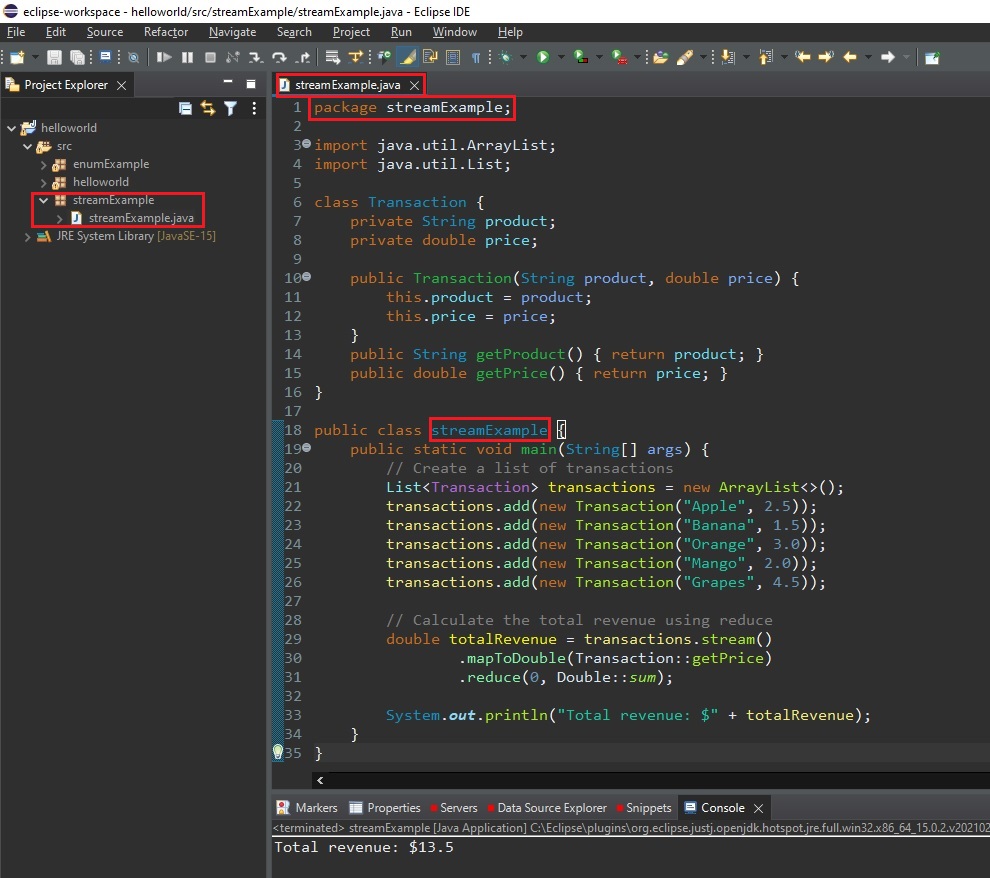 eclipse-workspace - helloworld/src/streamExample/streamExample.java - Eclipse IDE
File Edit Source Refactor Navigate Search Project Run Window Help
Project Explorer
helloworld
src
enumExample
helloworld
streamExample
streamExample.java
JRE System Library [JavaSE-15]
streamExample.java
1 package streamExample;
2
3 import java.util.ArrayList;
4 import java.util.List;
5
6 class Transaction {
7     private String product;
8     private double price;
9
10     public Transaction(String product, double price) {
11         this.product = product;
12         this.price = price;
13     }
14     public String getProduct() { return product; }
15     public double getPrice() { return price; }
16 }
17
18 public class streamExample {
19     public static void main(String[] args) {
20         // Create a list of transactions
21         List<Transaction> transactions = new ArrayList<>();
22         transactions.add(new Transaction("Apple", 2.5));
23         transactions.add(new Transaction("Banana", 1.5));
24         transactions.add(new Transaction("Orange", 3.0));
25         transactions.add(new Transaction("Mango", 2.0));
26         transactions.add(new Transaction("Grapes", 4.5));
27
28         // Calculate the total revenue using reduce
29         double totalRevenue = transactions.stream()
30                 .mapToDouble(Transaction::getPrice)
31                 .reduce(0, Double::sum);
32
33         System.out.println("Total revenue: $" + totalRevenue);
34     }
35 }
Markers Properties Servers Data Source Explorer Snippets Console
<terminated> streamExample [Java Application] C:\Eclipse\plugins\org.eclipse.justj.openjdk.hotspot.jre.full.win32.x86_64_15.0.2.v202102
Total revenue: $13.5